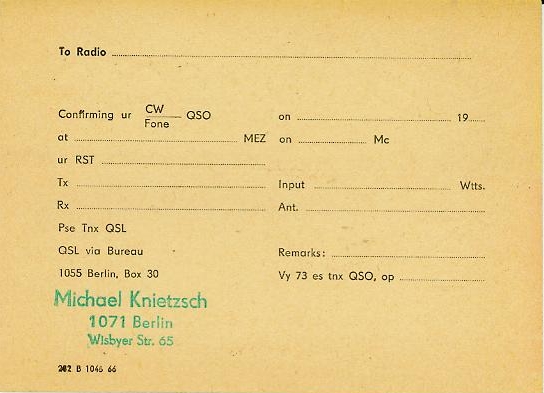 To Radio
Confirming ur CW/Fone QSO on 19
at MEZ on Mc
ur RST
Tx Input Wtts.
Rx Ant.
Pse Tnx QSL
QSL via Bureau Remarks:
1055 Berlin, Box 30 Vy 73 es tnx QSO, op
Michael Knietzsch
1071 Berlin
Wisbyer Str. 65
B 1046 66